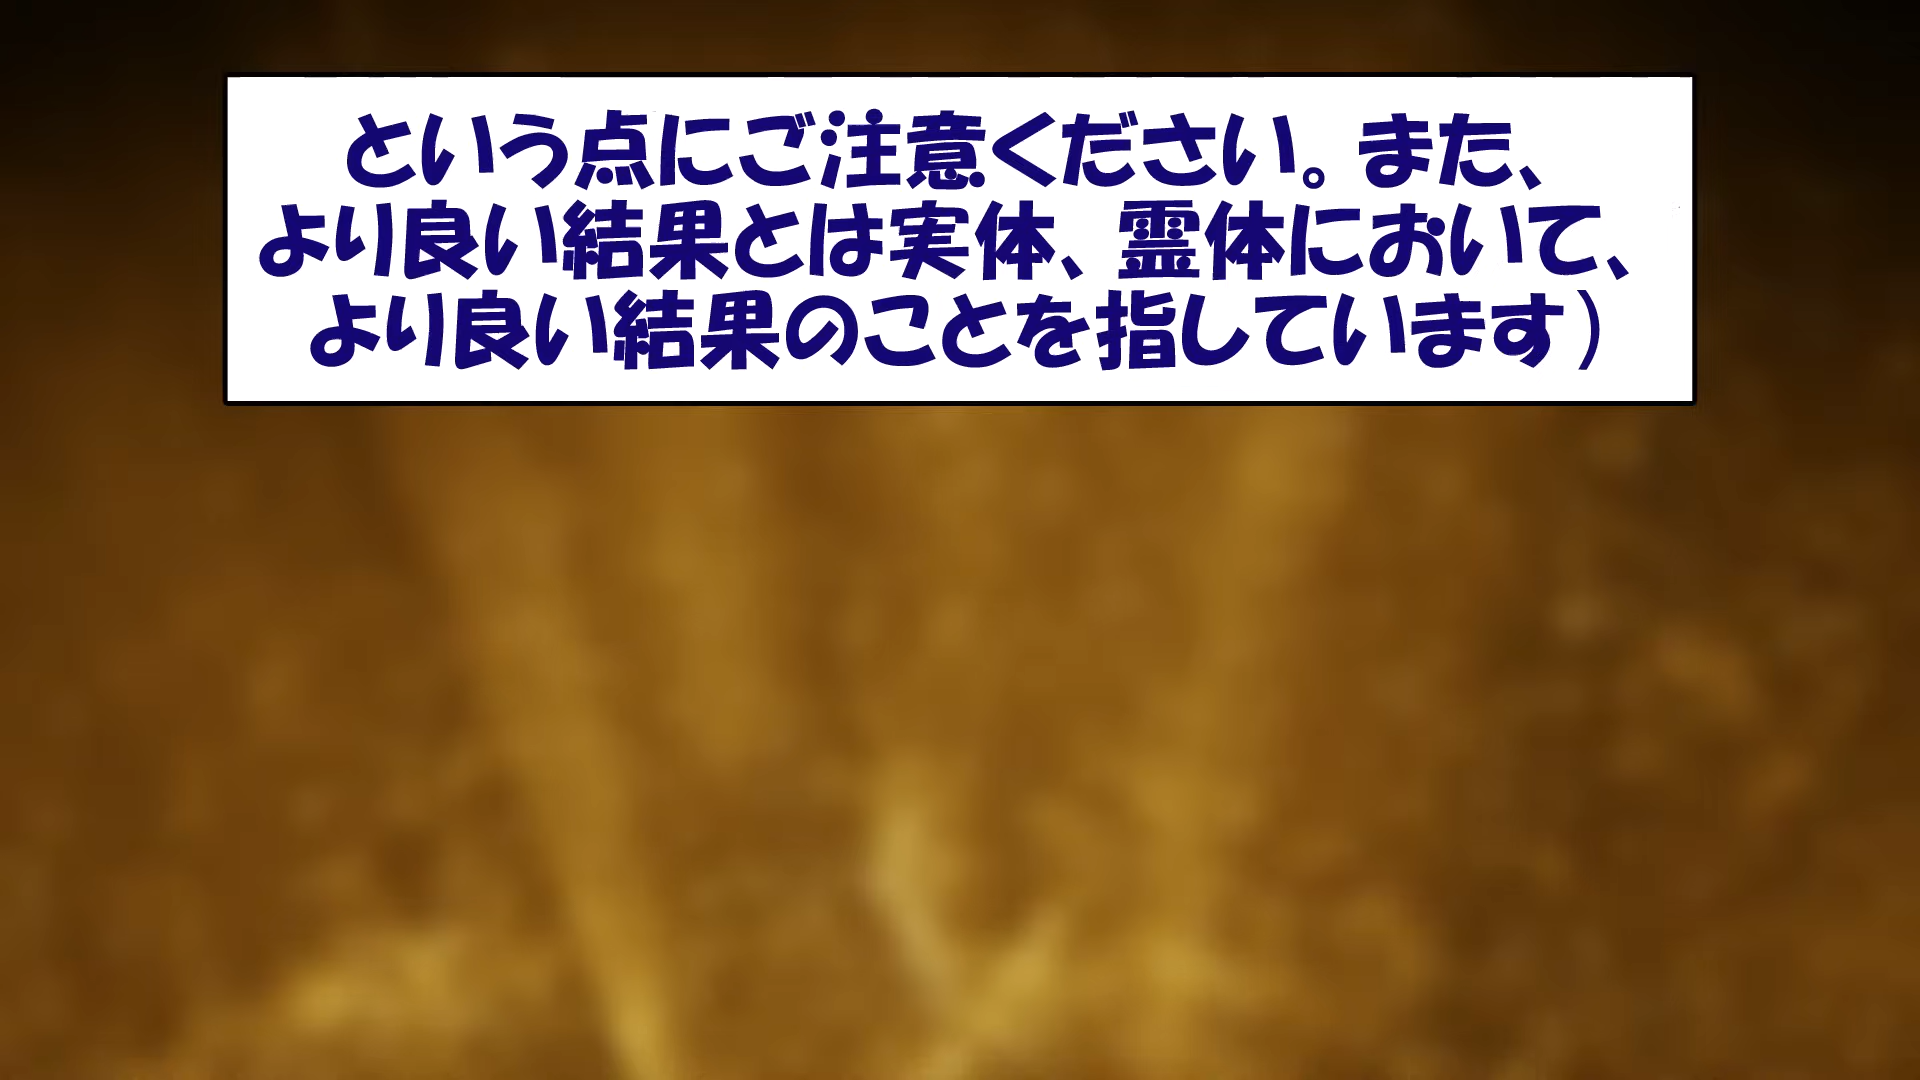 という点にご注意ください。また、
より良い結果とは実体、霊体において、
より良い結果のことを指しています）